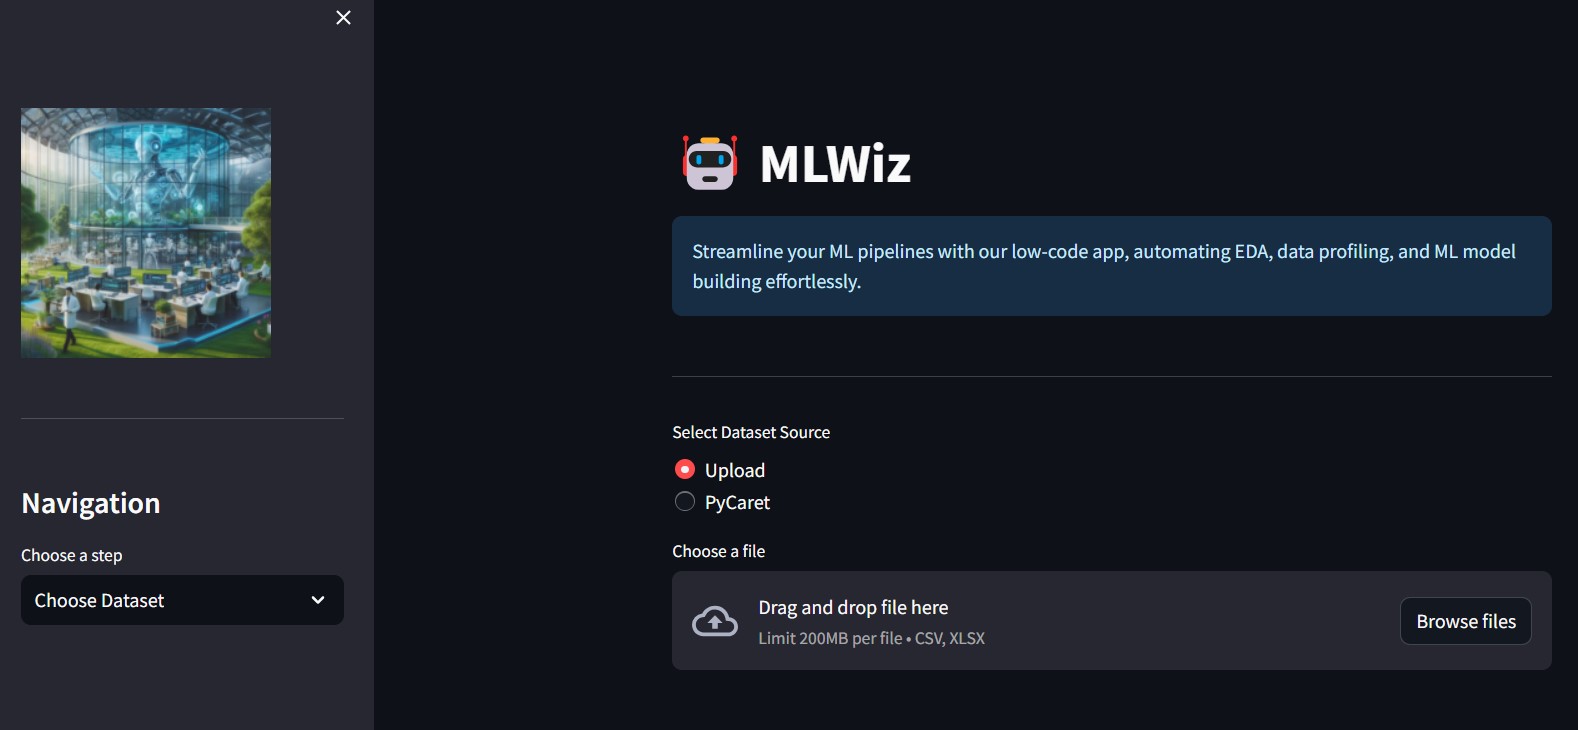 Navigation
Choose a step
Choose Dataset
MLWiz
Streamline your ML pipelines with our low-code app, automating EDA, data profiling, and ML model
building effortlessly.
Select Dataset Source
Upload
PyCaret
Choose a file
Drag and drop file here
Limit 200MB per file • CSV, XLSX
Browse files